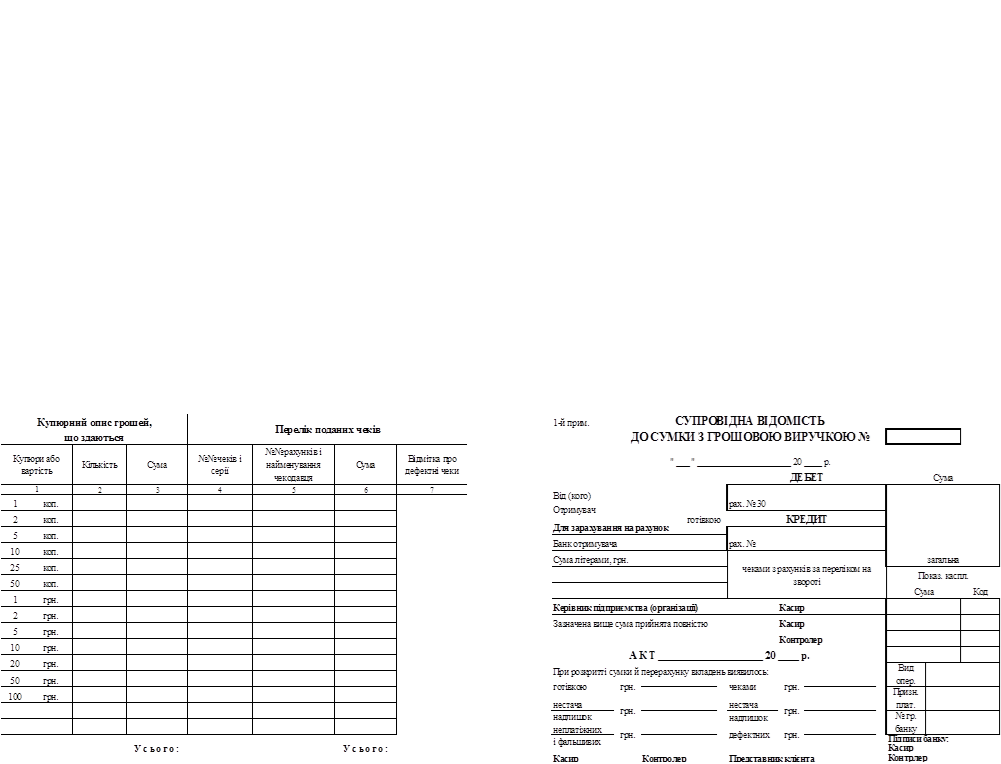 Купюрний опис грошей,
що здаються
Перелік поданих чеків
Купюри або
вартість
Кількість
Сума
№№чеків і
серії
№№рахунків і
найменування
чекодавця
Сума
Відмітка про
дефектні чеки
1 2 3 4 5 6 7
1 коп.
2 коп.
5 коп.
10 коп.
25 коп.
50 коп.
1 грн.
2 грн.
5 грн.
10 грн.
20 грн.
50 грн.
100 грн.
Усього: Усього:
1-й прим.
СУПРОВІДНА ВІДОМІСТЬ
ДО СУМКИ З ГРОШОВОЮ ВИРУЧКОЮ №
"___" ____________________ 20 ____ р.
ДЕБЕТ Сума
Від (кого)
рах. №30
Отримувач
готівкою КРЕДИТ
Для зарахування на рахунок
Банк отримувача рах. №
Сума літерами, грн. загальна
чеками з рахунків за переліком на
звороті
Показ. каспл.
Сума Код
Керівник підприємства (організації) Касир
Зазначена вище сума прийнята повністю Касир
Контролер
А К Т ______________________ 20 ____ р.
Вид
опер.
При розкритті сумки й перерахунку вкладень виявилось:
готівкою грн. чеками грн.
Призн.
плат.
нестача
надлишок
грн.
нестача
надлишок
грн.
№ гр.
банку
неплатіжних
і фальшивих
грн.
дефектних грн.
Підписи банку:
Касир
Контрлер
Касир Контролер Представник клієнта